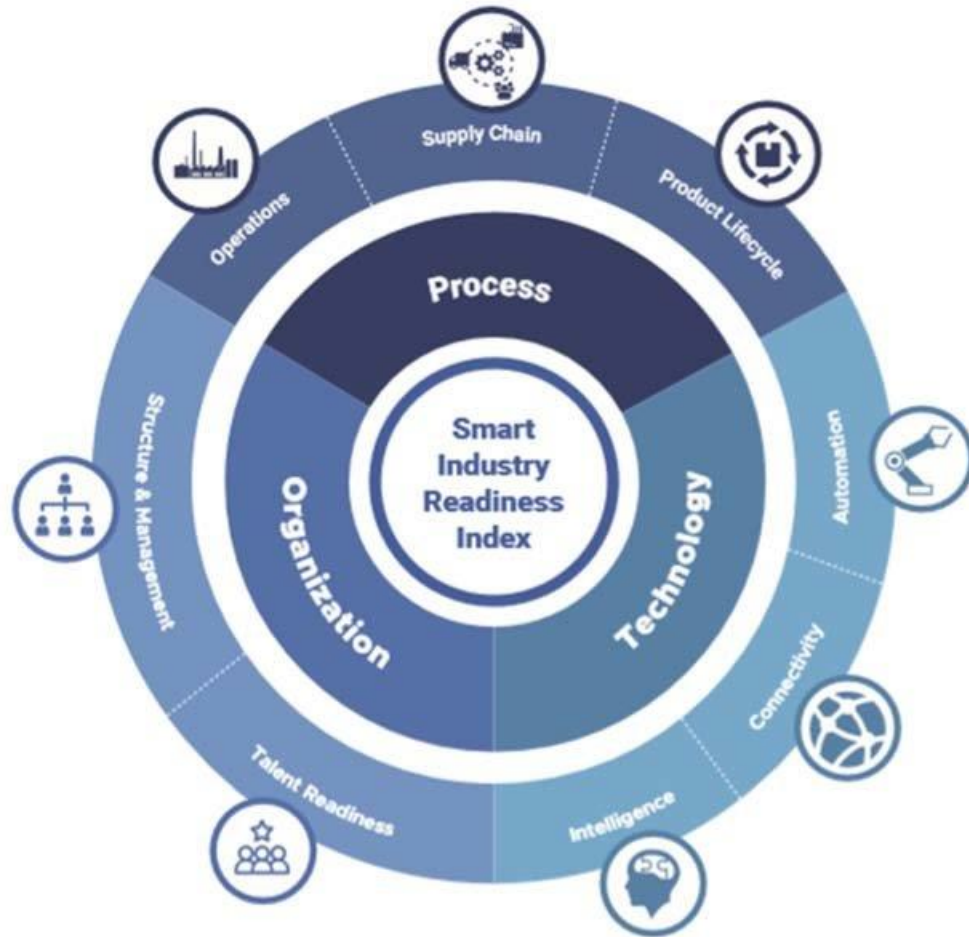 Supply Chain
Operations
Product Lifecycle
Process
Smart
Industry
Readiness
Index
Structure & Management
Organization
Technology
Automation
Connectivity
Talent Readiness
Intelligence